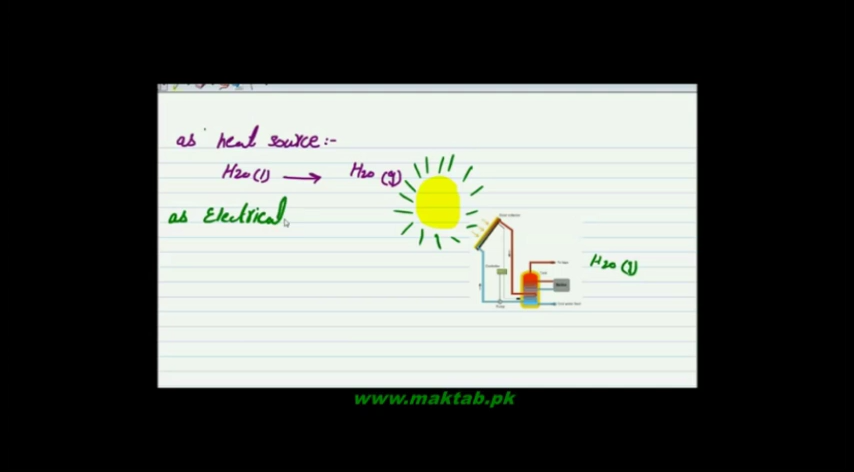 as heat source:-
H2O(l) ⟶ H2O (g)
as Electrical
H2O (g)
www.maktab.pk